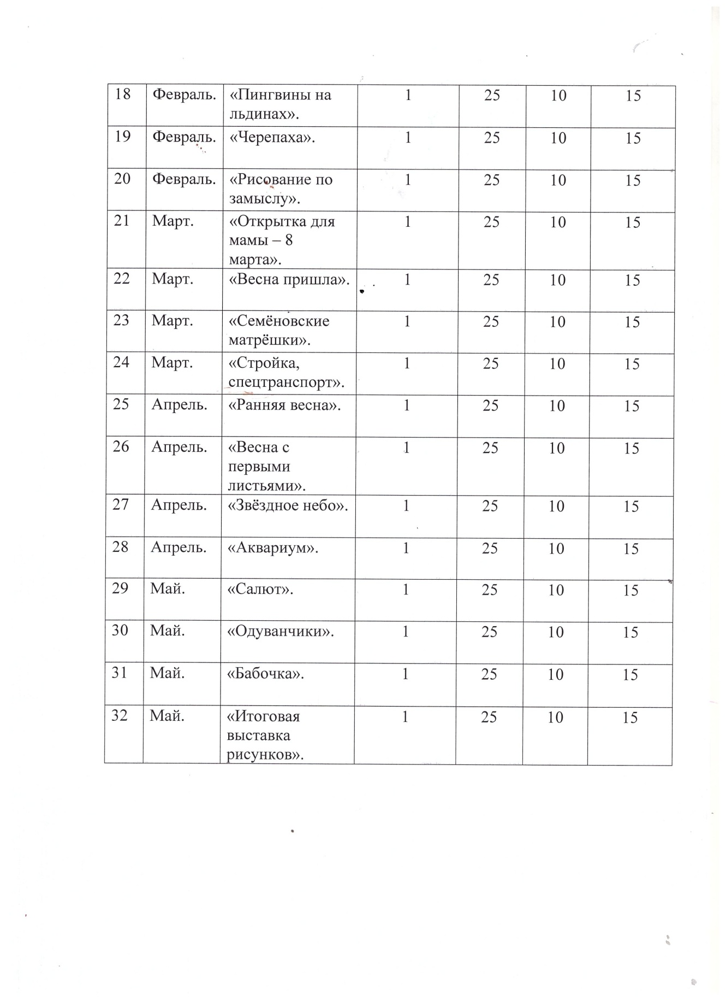 18 Февраль. «Пингвины на 1 25 10 15
льдинах».
19 Февраль. «Черепаха». 1 25 10 15
20 Февраль. «Рисование по 1 25 10 15
замыслу».
21 Март. «Открытка для 1 25 10 15
мамы – 8
марта».
22 Март. «Весна пришла». 1 25 10 15
23 Март. «Семёновские 1 25 10 15
матрёшки».
24 Март. «Стройка, 1 25 10 15
спецтранспорт».
25 Апрель. «Ранняя весна». 1 25 10 15
26 Апрель. «Весна с 1 25 10 15
первыми
листьями».
27 Апрель. «Звёздное небо». 1 25 10 15
28 Апрель. «Аквариум». 1 25 10 15
29 Май. «Салют». 1 25 10 15
30 Май. «Одуванчики». 1 25 10 15
31 Май. «Бабочка». 1 25 10 15
32 Май. «Итоговая 1 25 10 15
выставка
рисунков».